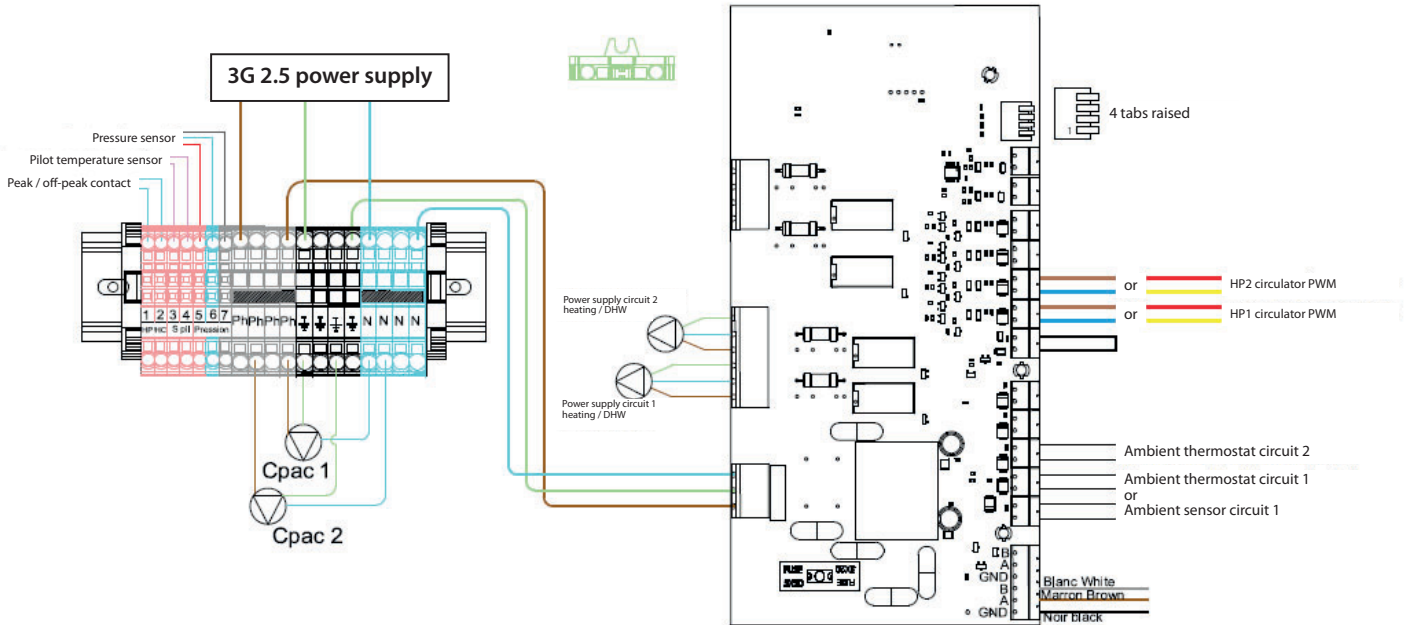 3G 2.5 power supply
Pressure sensor
Pilot temperature sensor
Peak / off-peak contact
1 2 3 4 5 6 7
HP HC S pil Pression
Ph Ph Ph Ph
N N N N
Cpac 1
Cpac 2
Power supply circuit 2
heating / DHW
Power supply circuit 1
heating / DHW
1
4 tabs raised
or
HP2 circulator PWM
or
HP1 circulator PWM
Ambient thermostat circuit 2
Ambient thermostat circuit 1
or
Ambient sensor circuit 1
B
A
GND
B
A
GND
Blanc White
Marron Brown
Noir black